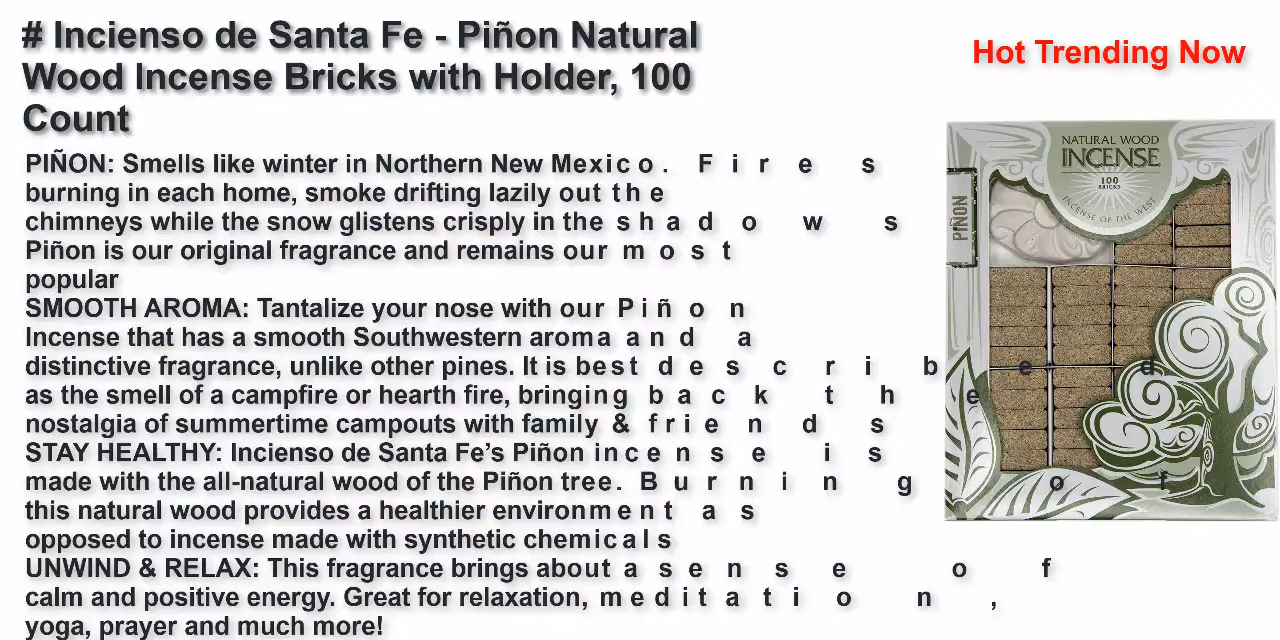 # Incienso de Santa Fe - Piñon Natural
Wood Incense Bricks with Holder, 100
Count
Hot Trending Now
PIÑON: Smells like winter in Northern New Mexico. Fires
burning in each home, smoke drifting lazily out the
chimneys while the snow glistens crisply in the shadows
Piñon is our original fragrance and remains our most
popular
SMOOTH AROMA: Tantalize your nose with our Piñon
Incense that has a smooth Southwestern aroma and a
distinctive fragrance, unlike other pines. It is best described
as the smell of a campfire or hearth fire, bringing back the
nostalgia of summertime campouts with family & friends
STAY HEALTHY: Incienso de Santa Fe’s Piñon incense is
made with the all-natural wood of the Piñon tree. Burning of
this natural wood provides a healthier environment as
opposed to incense made with synthetic chemicals
UNWIND & RELAX: This fragrance brings about a sense of
calm and positive energy. Great for relaxation, meditation,
yoga, prayer and much more!
NATURAL WOOD
INCENSE
100
BRICKS
INCENSE OF THE WEST
PIÑON